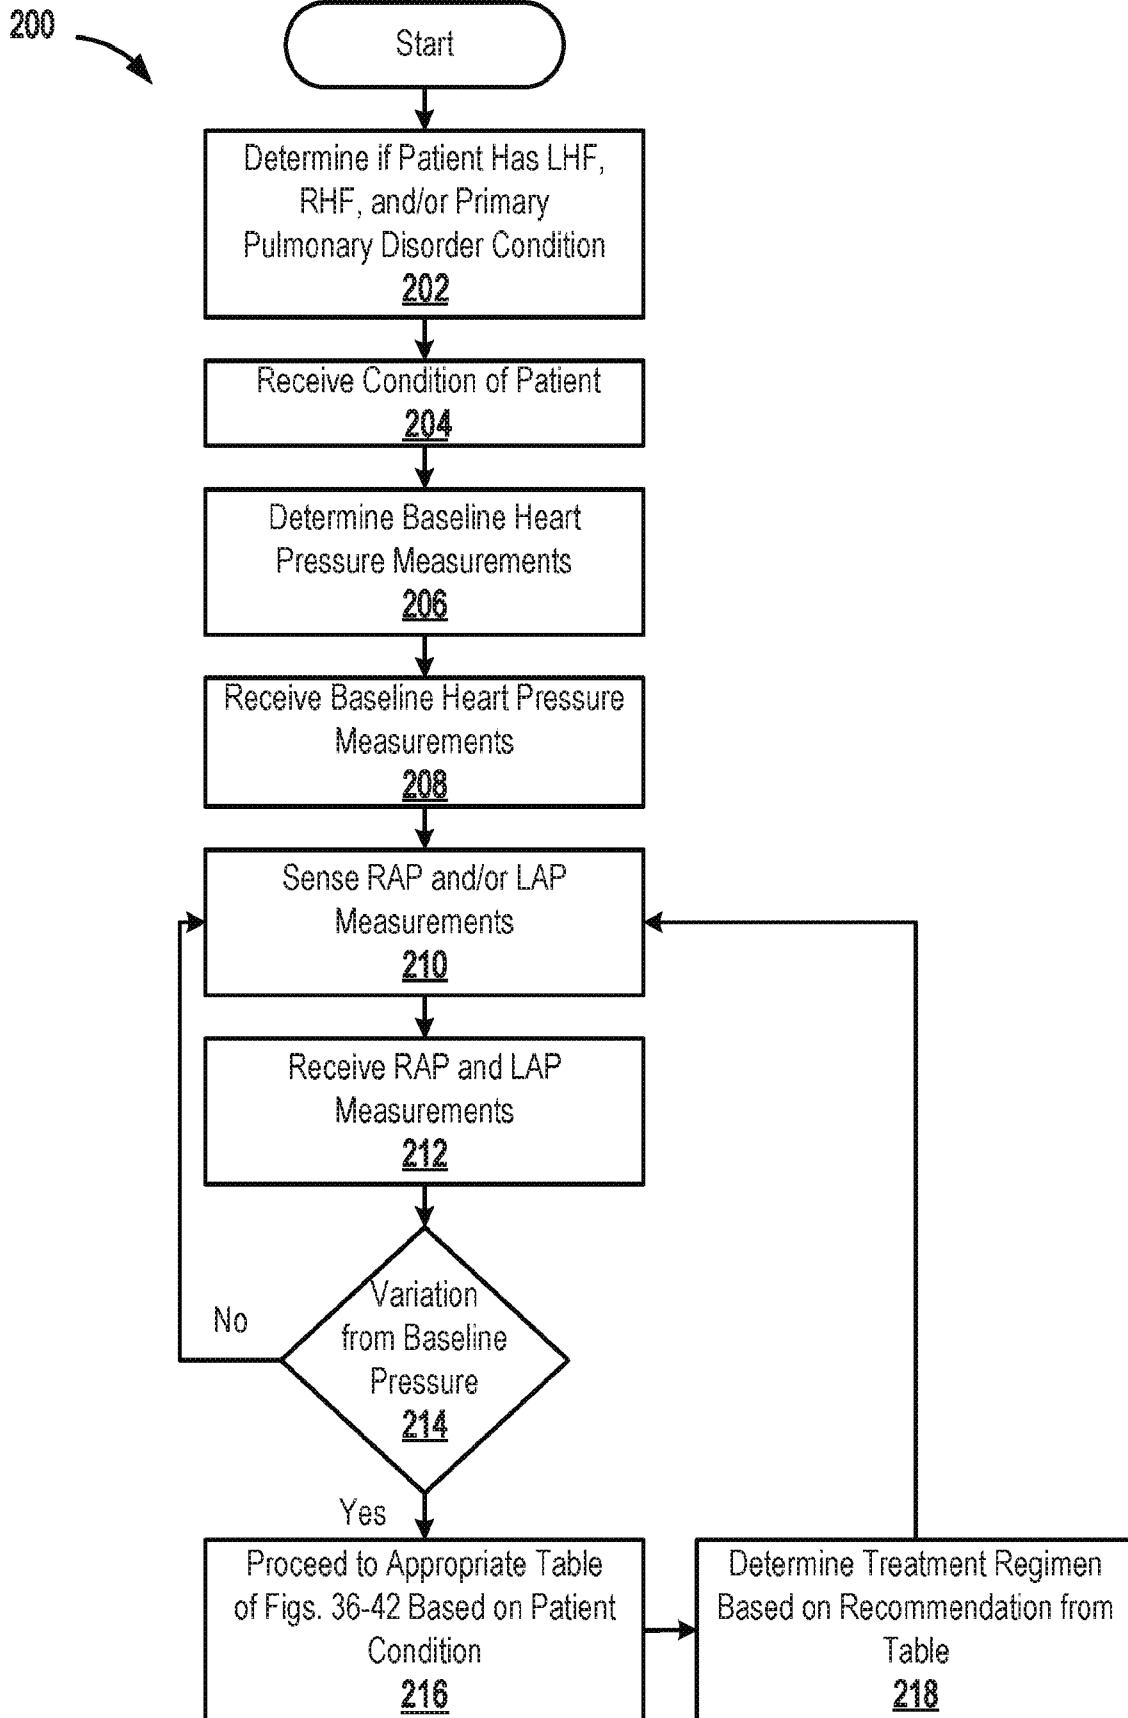 200
Start
Determine if Patient Has LHF,
RHF, and/or Primary
Pulmonary Disorder Condition
202
Receive Condition of Patient
204
Determine Baseline Heart
Pressure Measurements
206
Receive Baseline Heart Pressure
Measurements
208
Sense RAP and/or LAP
Measurements
210
Receive RAP and LAP
Measurements
212
Variation
from Baseline
Pressure
214
No
Yes
Proceed to Appropriate Table
of Figs. 36-42 Based on Patient
Condition
216
Determine Treatment Regimen
Based on Recommendation from
Table
218